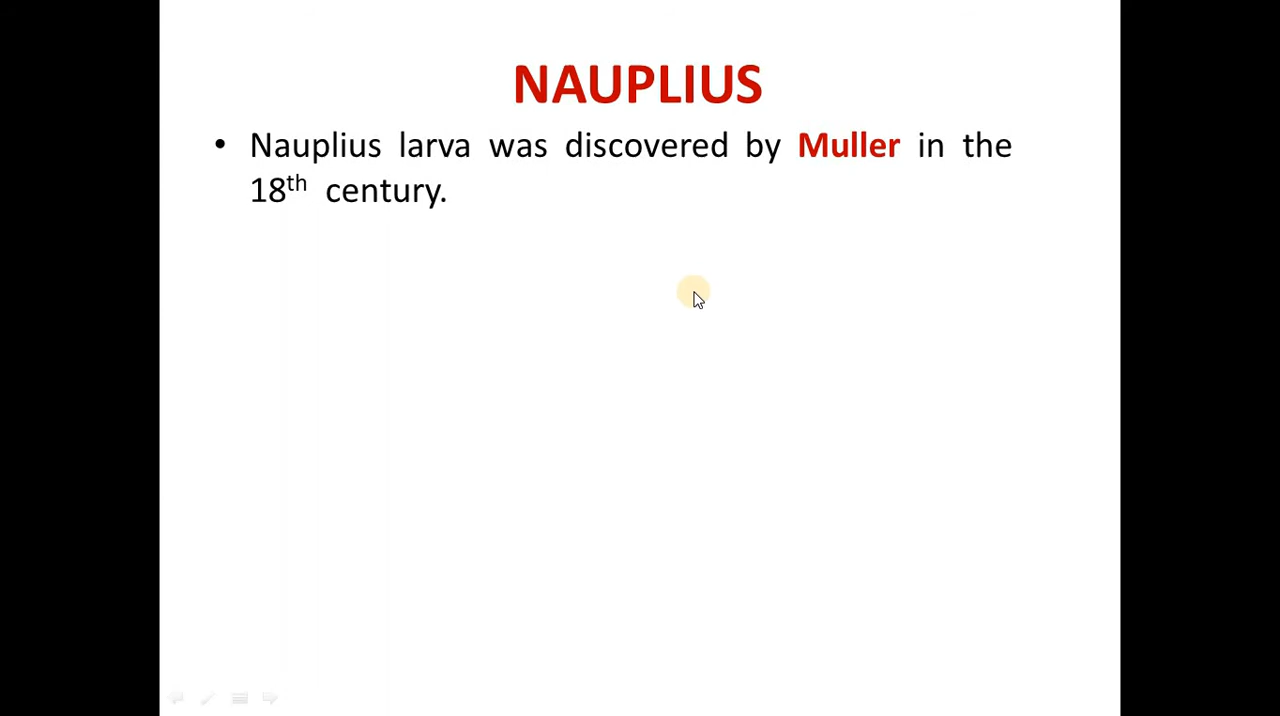 NAUPLIUS
• Nauplius larva was discovered by Muller in the
18th century.